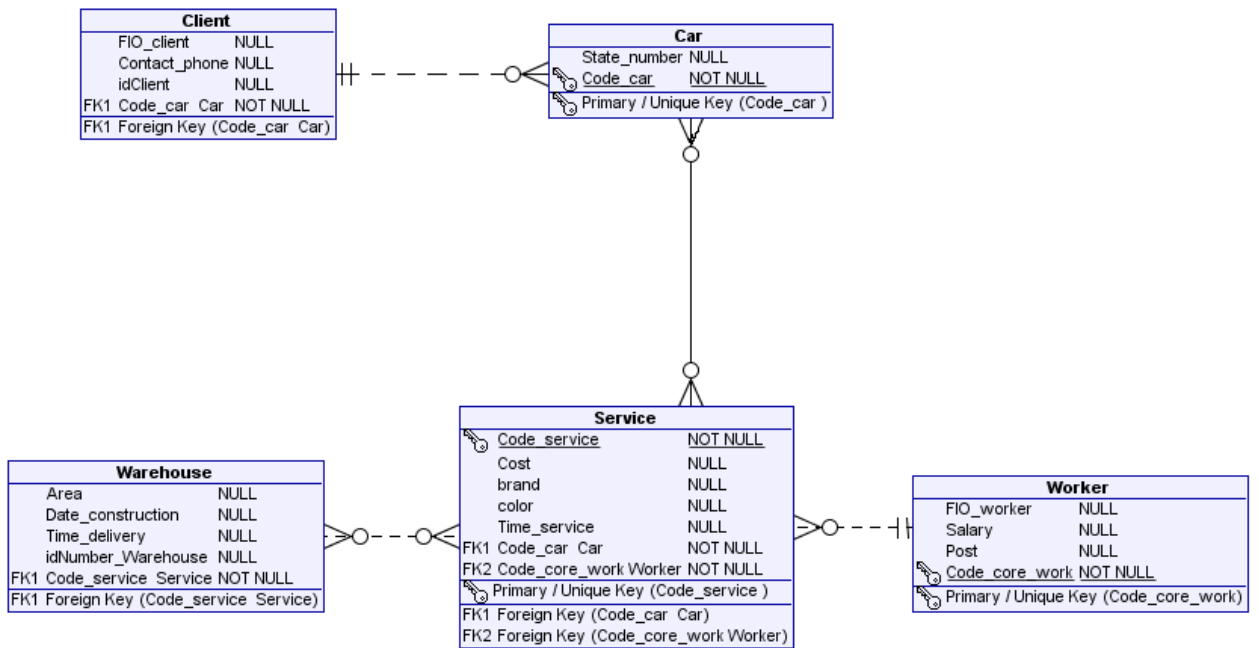 Client
FIO_client NULL
Contact_phone NULL
idClient NULL
FK1 Code_car Car NOT NULL
FK1 Foreign Key (Code_car Car)
Car
State_number NULL
Code_car NOT NULL
Primary / Unique Key (Code_car )
Warehouse
Area NULL
Date_construction NULL
Time_delivery NULL
idNumber_Warehouse NULL
FK1 Code_service Service NOT NULL
FK1 Foreign Key (Code_service Service)
Service
Code_service NOT NULL
Cost NULL
brand NULL
color NULL
Time_service NULL
FK1 Code_car Car NOT NULL
FK2 Code_core_work Worker NOT NULL
Primary / Unique Key (Code_service )
FK1 Foreign Key (Code_car Car)
FK2 Foreign Key (Code_core_work Worker)
Worker
FIO_worker NULL
Salary NULL
Post NULL
Code_core_work NOT NULL
Primary / Unique Key (Code_core_work)